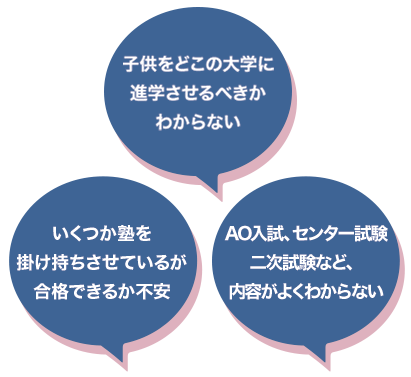 子供をどこの大学に
進学させるべきか
わからない
いくつか塾を
掛け持ちさせているが
合格できるか不安
AO入試、センター試験
二次試験など、
内容がよくわからない